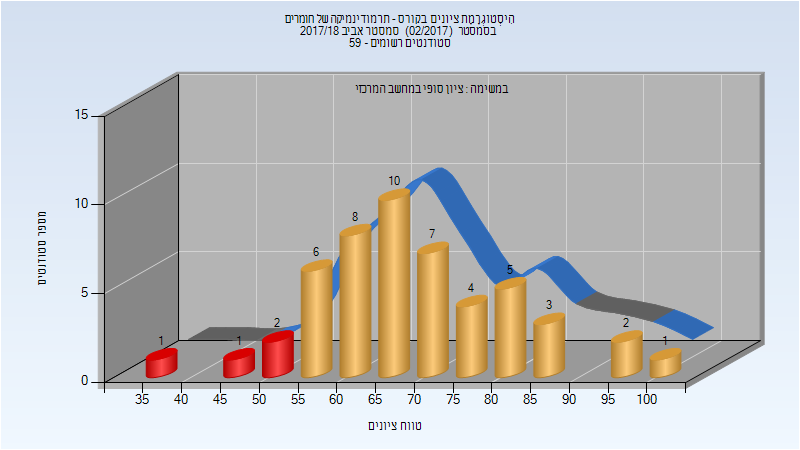 היסטוגרמת ציונים בקורס - תרמודינמיקה של חומרים
בסמסטר (02/2017) סמסטר אביב 2017/18
סטודנטים רשומים - 59
במשימה : ציון סופי במחשב המרכזי
מספר סטודנטים
15
10
5
0
1
1
2
6
8
10
7
4
5
3
2
1
35 40 45 50 55 60 65 70 75 80 85 90 95 100
טווח ציונים